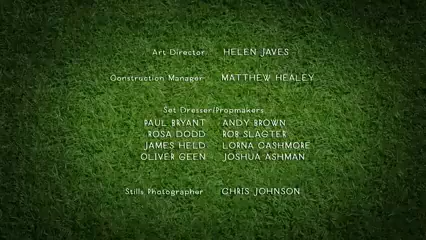 Art Director HELEN JAVES
Construction Manager MATTHEW HEALEY
Set Dresser/Propmakers
PAUL BRYANT ANDY BROWN
ROSA DODD ROB SLAGTER
JAMES HELD LORNA CASHMORE
OLIVER GEEN JOSHUA ASHMAN
Stills Photographer CHRIS JOHNSON